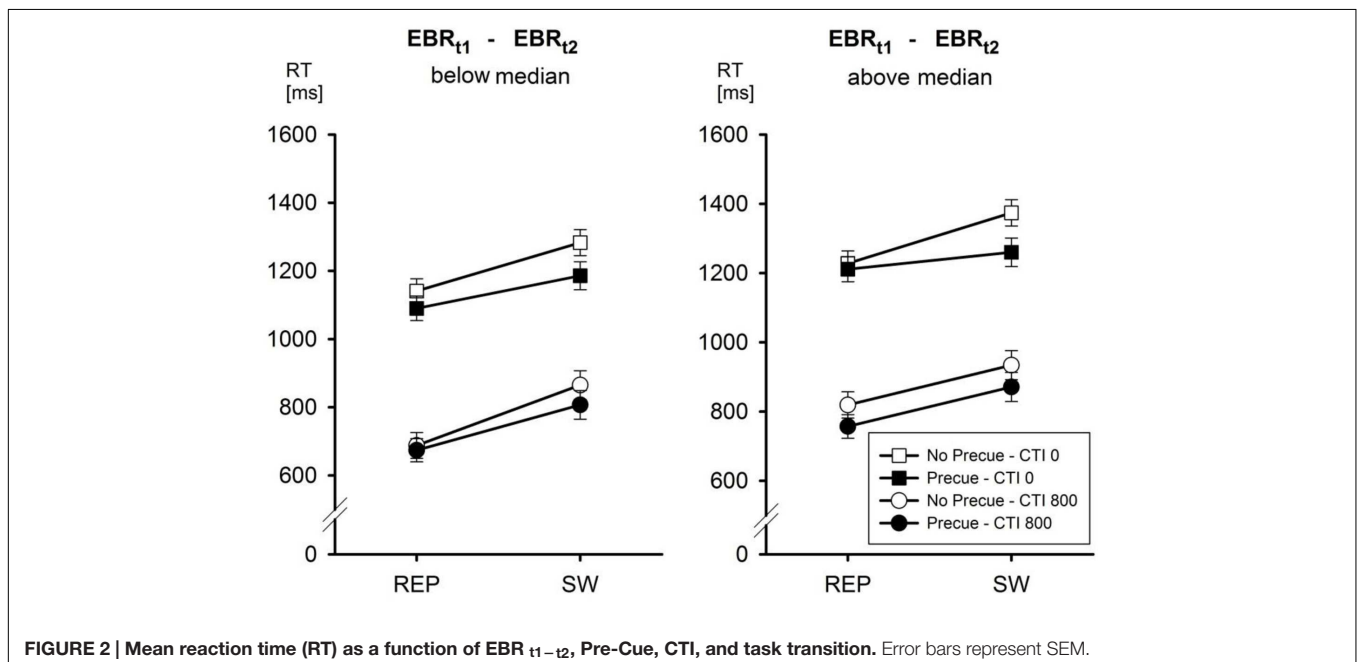 EBRt1 - EBRt2
below median
RT
[ms]
1600
1400
1200
1000
800
600
0
REP SW
EBRt1 - EBRt2
above median
RT
[ms]
1600
1400
1200
1000
800
600
0
REP SW
No Precue - CTI 0
Precue - CTI 0
No Precue - CTI 800
Precue - CTI 800
FIGURE 2 | Mean reaction time (RT) as a function of EBR t1–t2, Pre-Cue, CTI, and task transition. Error bars represent SEM.